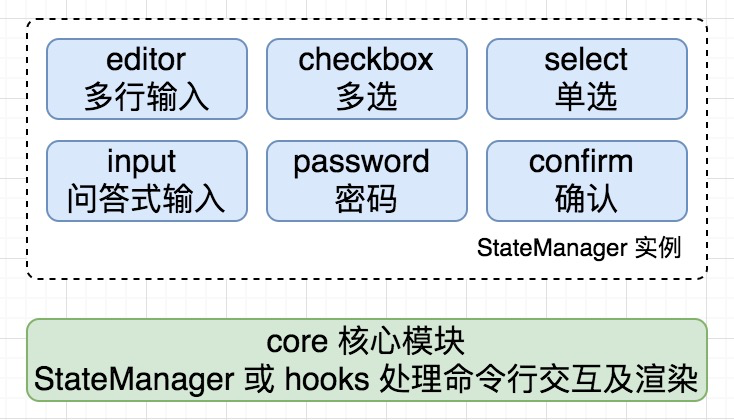 editor
多行输入
checkbox
多选
select
单选
input
问答式输入
password
密码
confirm
确认
StateManager 实例
core 核心模块
StateManager 或 hooks 处理命令行交互及渲染